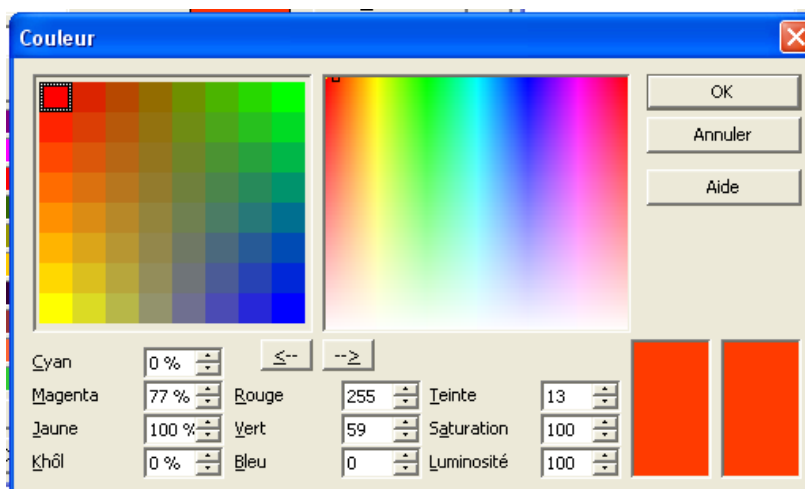 Couleur
OK
Annuler
Aide
<-- -->
Cyan 0 %
Magenta 77 % Rouge 255 Teinte 13
Jaune 100 % Vert 59 Saturation 100
Khôl 0 % Bleu 0 Luminosité 100